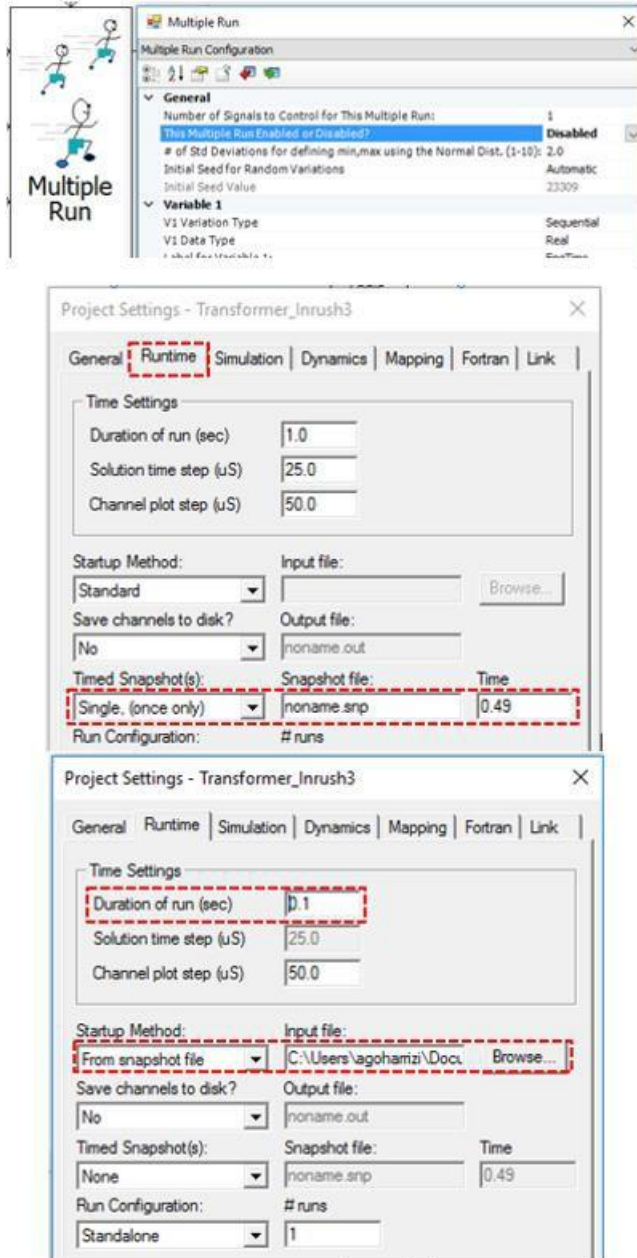 Multiple Run
Multiple Run Configuration
General
Number of Signals to Control for This Multiple Run: 1
This Multiple Run Enabled or Disabled? Disabled
# of Std Deviations for defining min,max using the Normal Dist. (1-10): 2.0
Initial Seed for Random Variations Automatic
Initial Seed Value 23309
Variable 1
V1 Variation Type Sequential
V1 Data Type Real
Multiple
Run
Project Settings - Transformer_Inrush3
General Runtime Simulation Dynamics Mapping Fortran Link
Time Settings
Duration of run (sec) 1.0
Solution time step (uS) 25.0
Channel plot step (uS) 50.0
Startup Method: Input file:
Standard Browse...
Save channels to disk? Output file:
No noname.out
Timed Snapshot(s): Snapshot file: Time
Single, (once only) noname.snp 0.49
Run Configuration: # runs
Project Settings - Transformer_Inrush3
General Runtime Simulation Dynamics Mapping Fortran Link
Time Settings
Duration of run (sec) 0.1
Solution time step (uS) 25.0
Channel plot step (uS) 50.0
Startup Method: Input file:
From snapshot file C:\Users\agoharrizi\Docu Browse...
Save channels to disk? Output file:
No noname.out
Timed Snapshot(s): Snapshot file: Time
None noname.snp 0.49
Run Configuration: # runs
Standalone 1